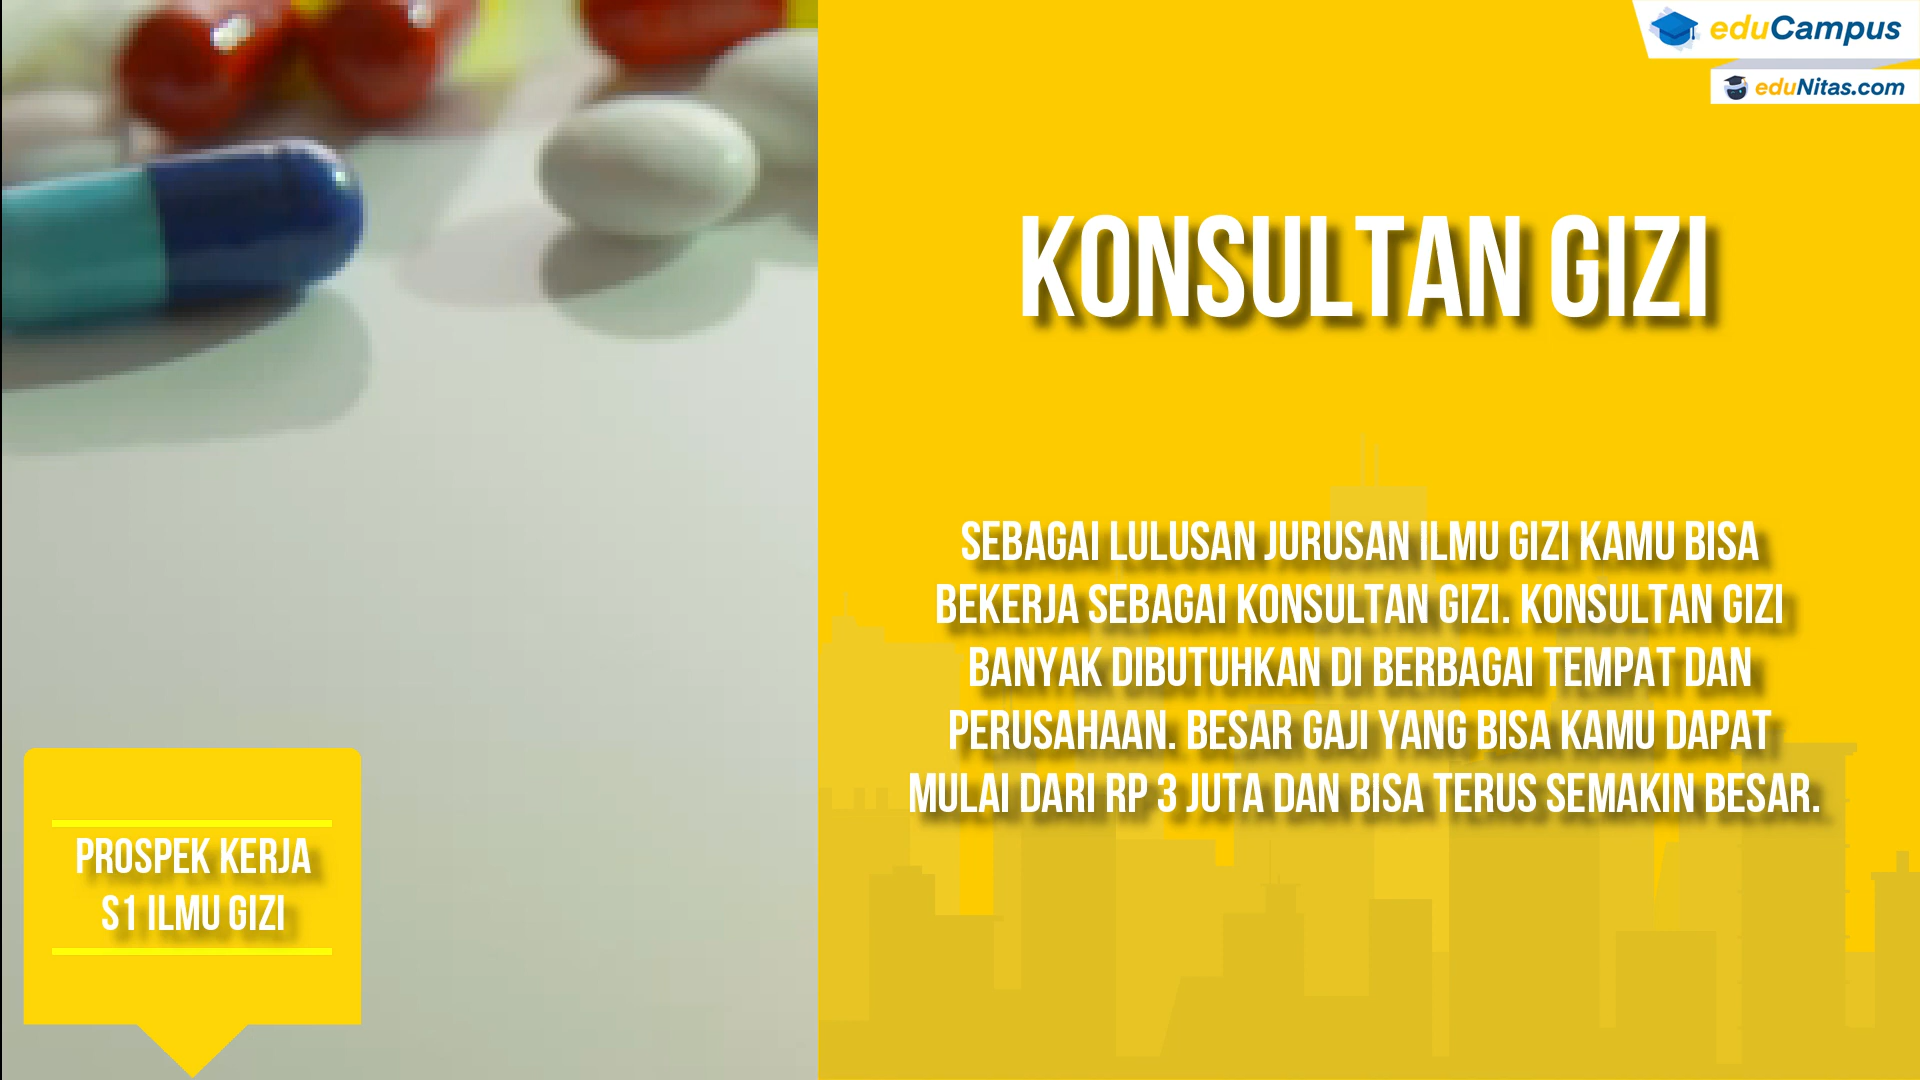 eduCampus
eduNitas.com
KONSULTAN GIZI
SEBAGAI LULUSAN JURUSAN ILMU GIZI KAMU BISA
BEKERJA SEBAGAI KONSULTAN GIZI. KONSULTAN GIZI
BANYAK DIBUTUHKAN DI BERBAGAI TEMPAT DAN
PERUSAHAAN. BESAR GAJI YANG BISA KAMU DAPAT
MULAI DARI RP 3 JUTA DAN BISA TERUS SEMAKIN BESAR.
PROSPEK KERJA
S1 ILMU GIZI